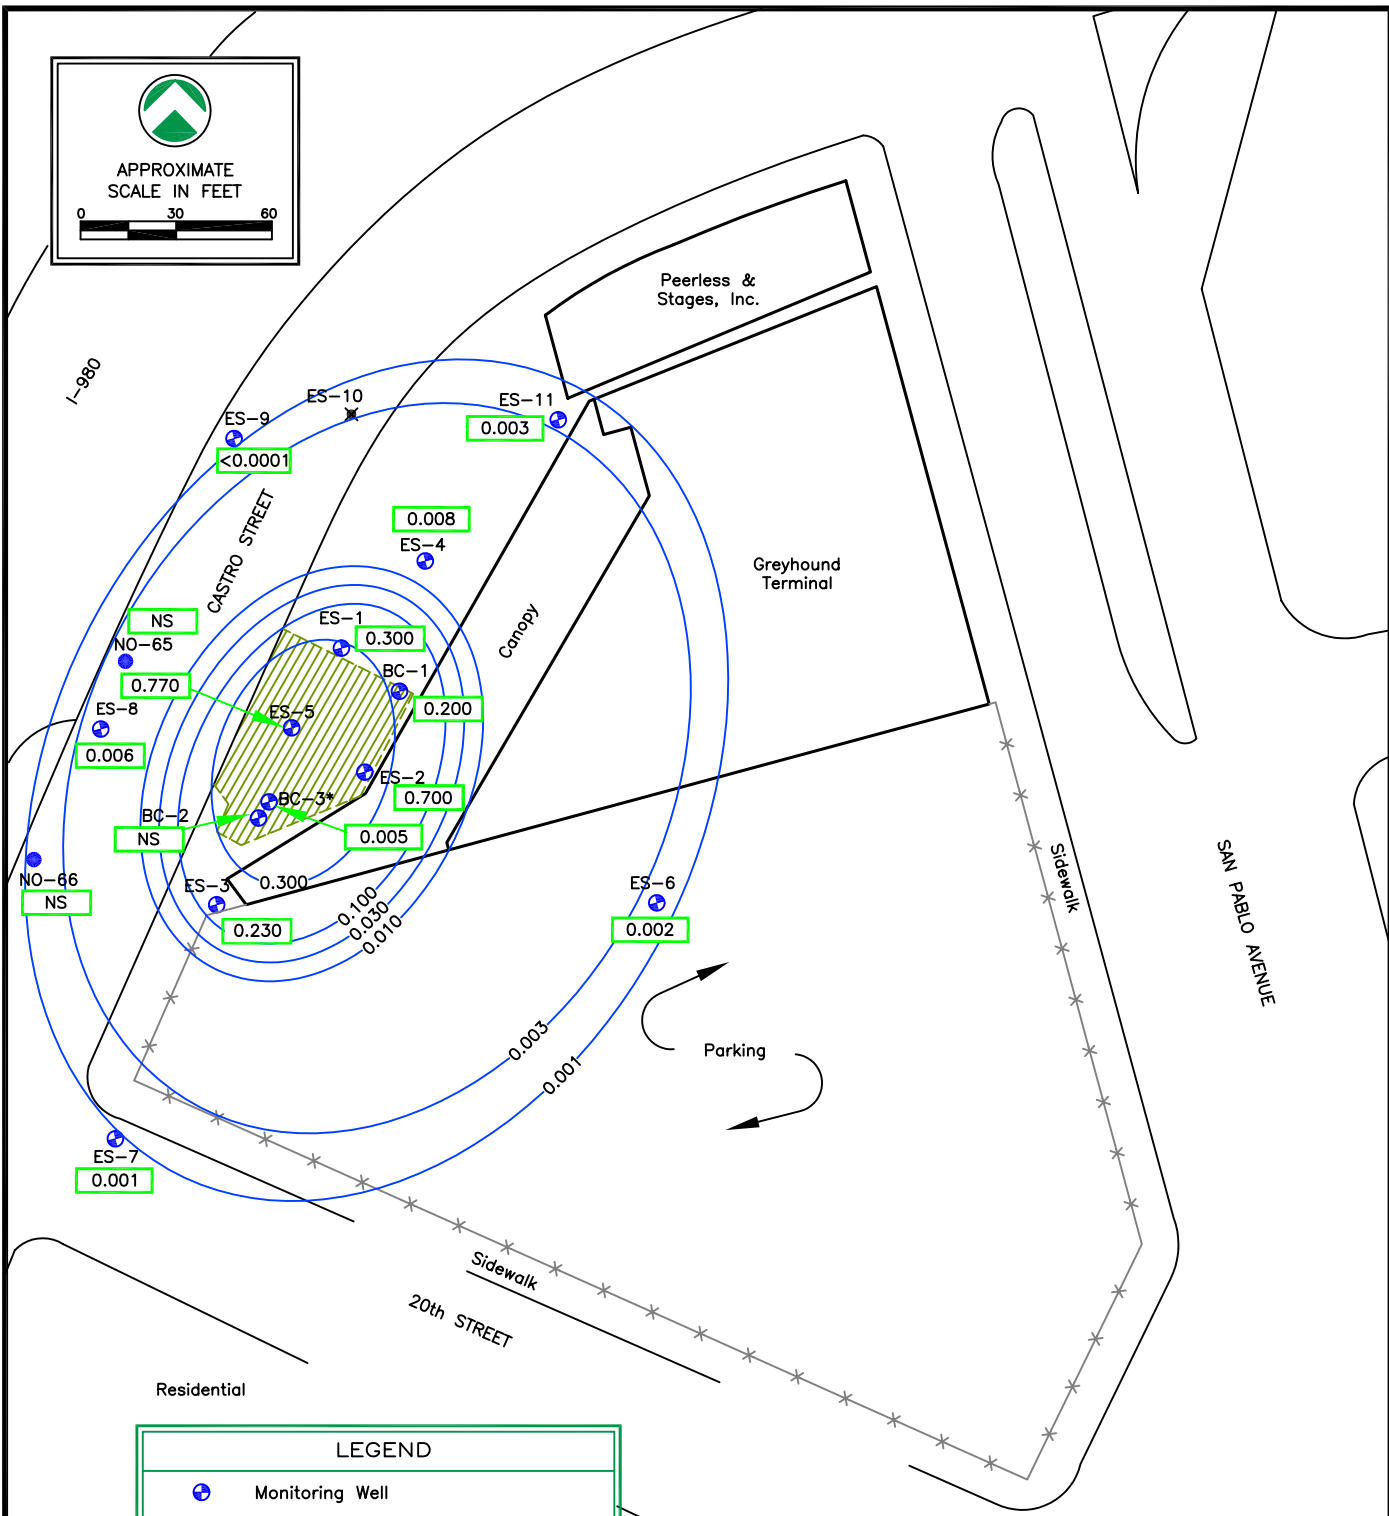 APPROXIMATE
SCALE IN FEET
0 30 60
Peerless &
Stages, Inc.
I-980
ES-10
ES-11
0.003
ES-9
<0.0001
CASTRO STREET
0.008
ES-4
Greyhound
Terminal
Canopy
NS
NO-65
ES-1
0.300
0.770
BC-1
0.200
ES-8
0.006
ES-5
ES-2
0.700
BC-3*
BC-2
NS
0.005
NO-66
NS
ES-3
0.300
0.230
0.100
0.030
0.010
ES-6
0.002
Sidewalk
SAN PABLO AVENUE
0.003
0.001
Parking
ES-7
0.001
Sidewalk
20th STREET
Residential
LEGEND
Monitoring Well